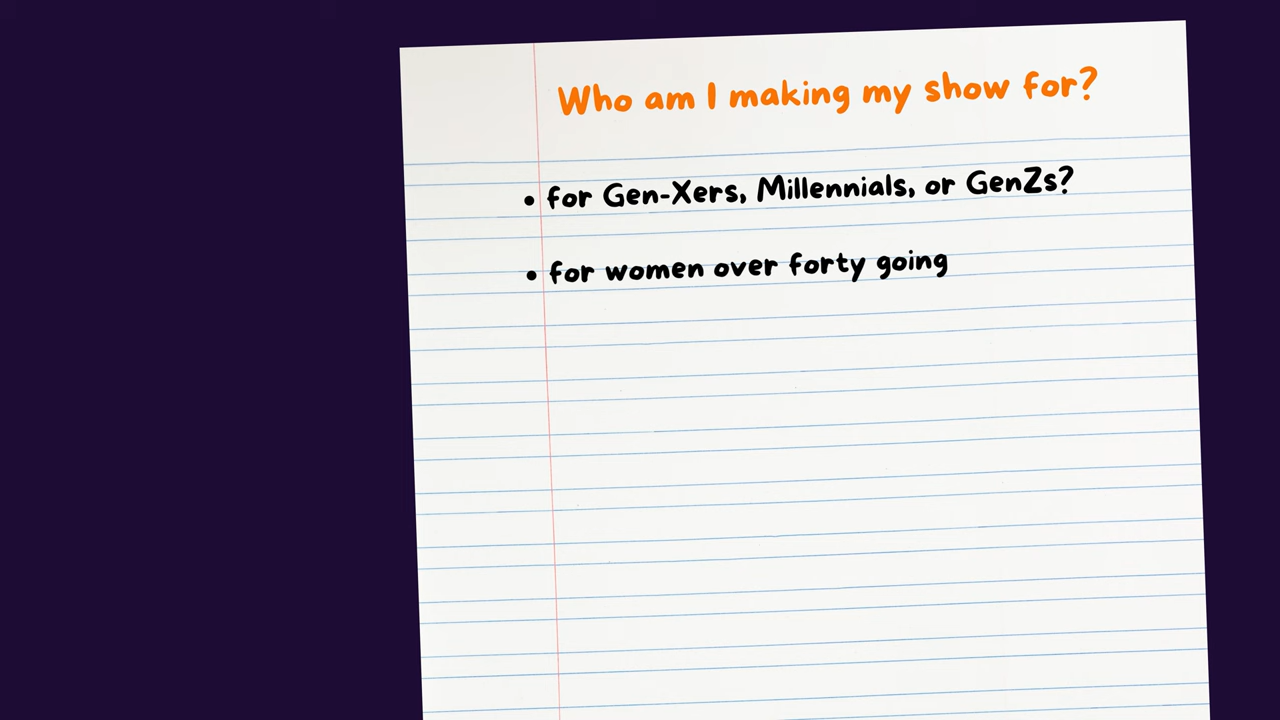 Who am I making my show for?
• for Gen-Xers, Millennials, or GenZs?
• for women over forty going